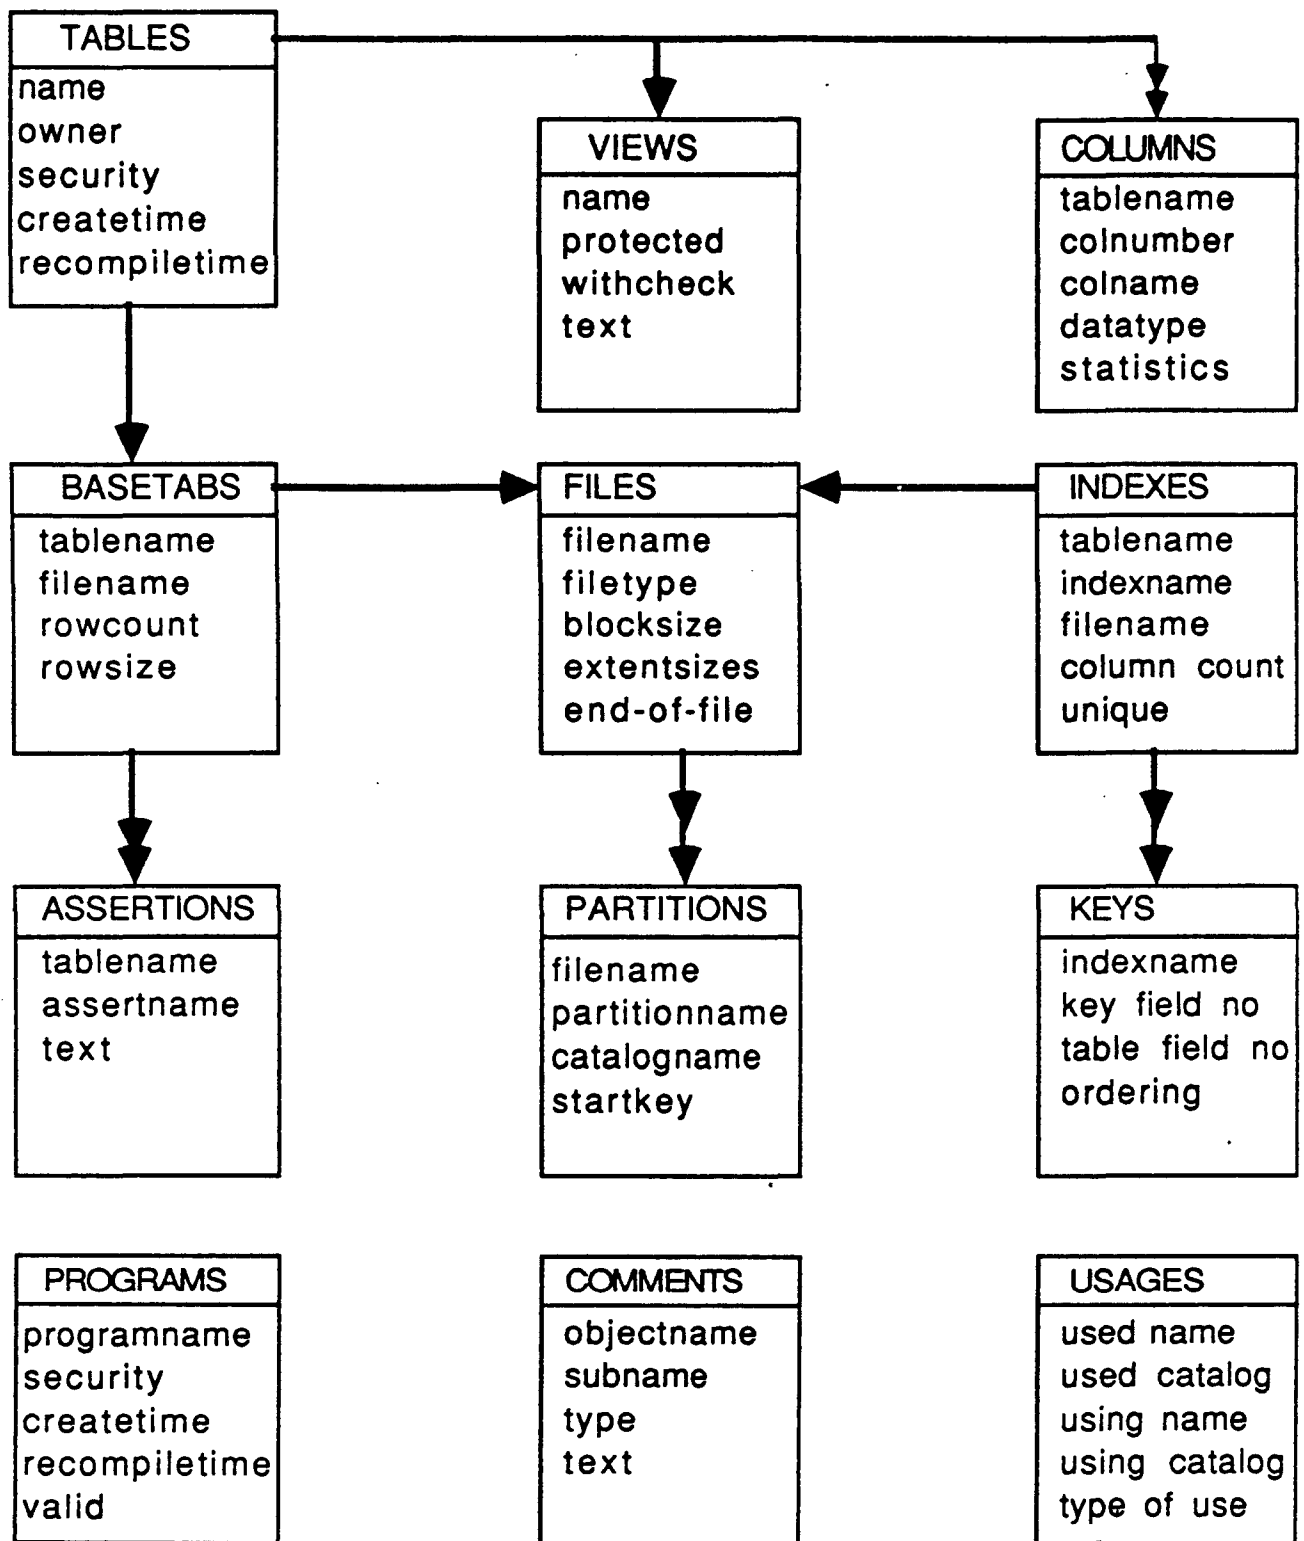 TABLES
name
owner
security
createtime
recompiletime
VIEWS
name
protected
withcheck
text
COLUMNS
tablename
colnumber
colname
datatype
statistics
BASETABS
tablename
filename
rowcount
rowsize
FILES
filename
filetype
blocksize
extentsizes
end-of-file
INDEXES
tablename
indexname
filename
column count
unique
ASSERTIONS
tablename
assertname
text
PARTITIONS
filename
partitionname
catalogname
startkey
KEYS
indexname
key field no
table field no
ordering
PROGRAMS
programname
security
createtime
recompiletime
valid
COMMENTS
objectname
subname
type
text
USAGES
used name
used catalog
using name
using catalog
type of use